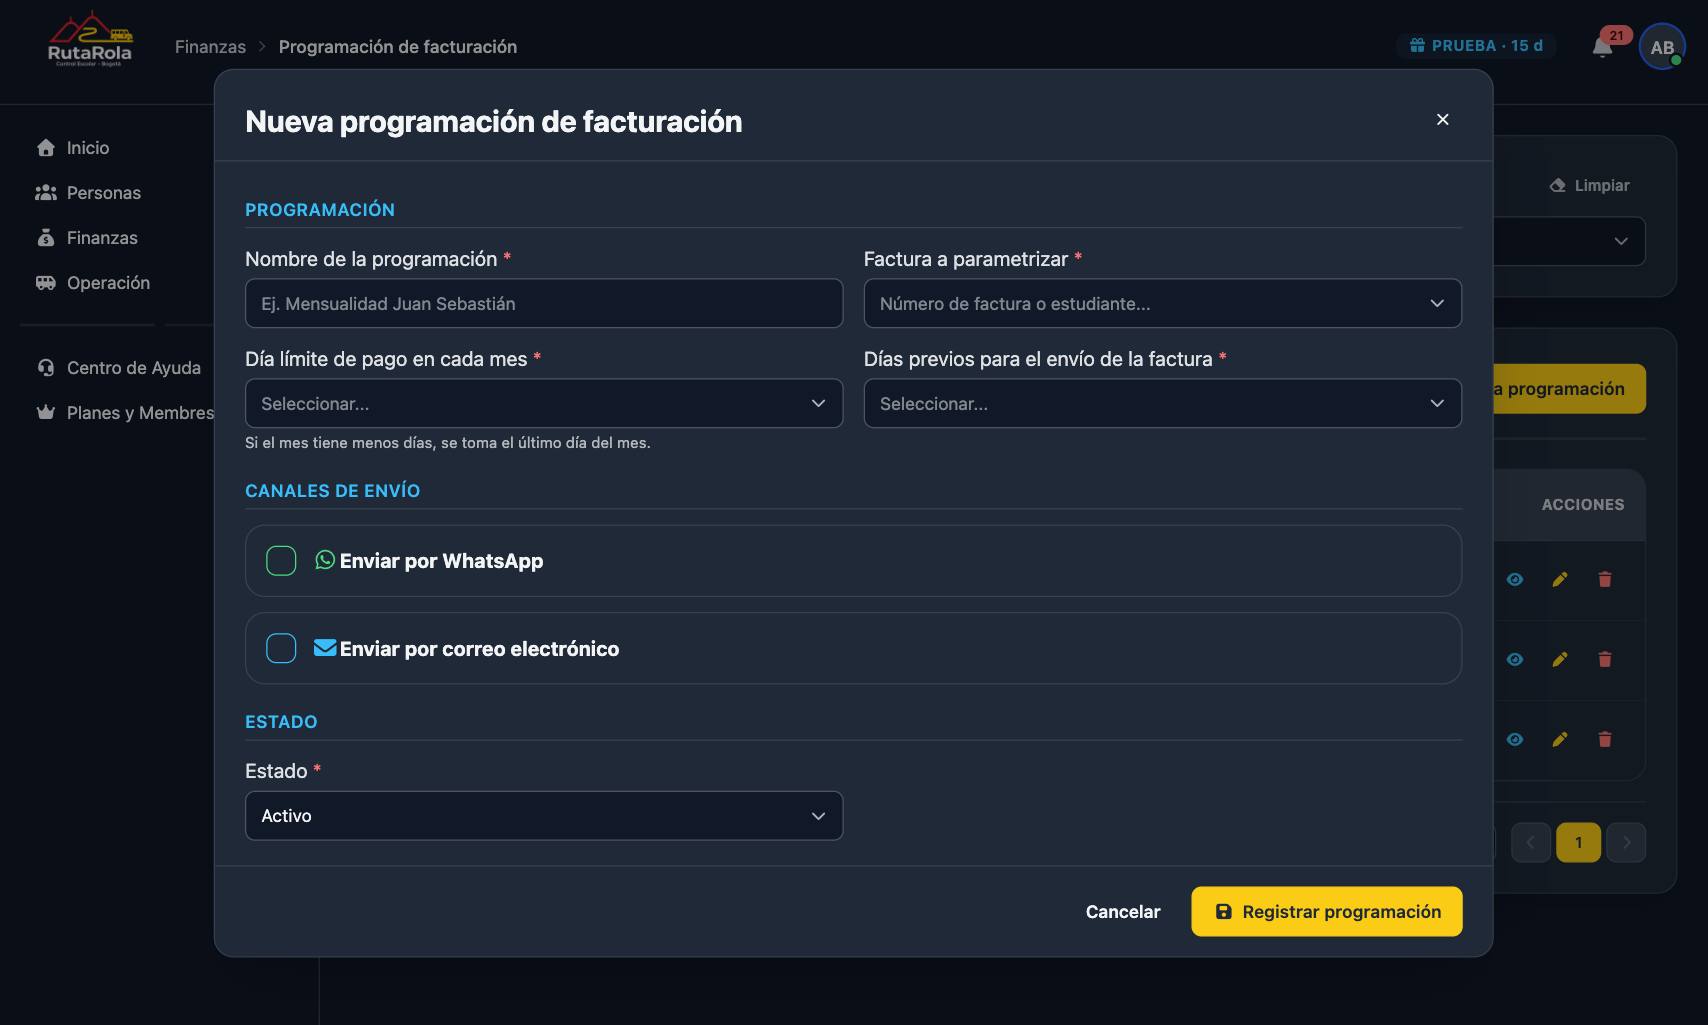 RutaRola
Control Escolar - Bogotá
Finanzas > Programación de facturación
PRUEBA · 15 d
21
AB
Inicio
Personas
Finanzas
Operación
Centro de Ayuda
Planes y Membres
Limpiar
a programación
ACCIONES
1
Nueva programación de facturación
PROGRAMACIÓN
Nombre de la programación *
Factura a parametrizar *
Ej. Mensualidad Juan Sebastián
Número de factura o estudiante...
Día límite de pago en cada mes *
Días previos para el envío de la factura *
Seleccionar...
Seleccionar...
Si el mes tiene menos días, se toma el último día del mes.
CANALES DE ENVÍO
Enviar por WhatsApp
Enviar por correo electrónico
ESTADO
Estado *
Activo
Cancelar
Registrar programación